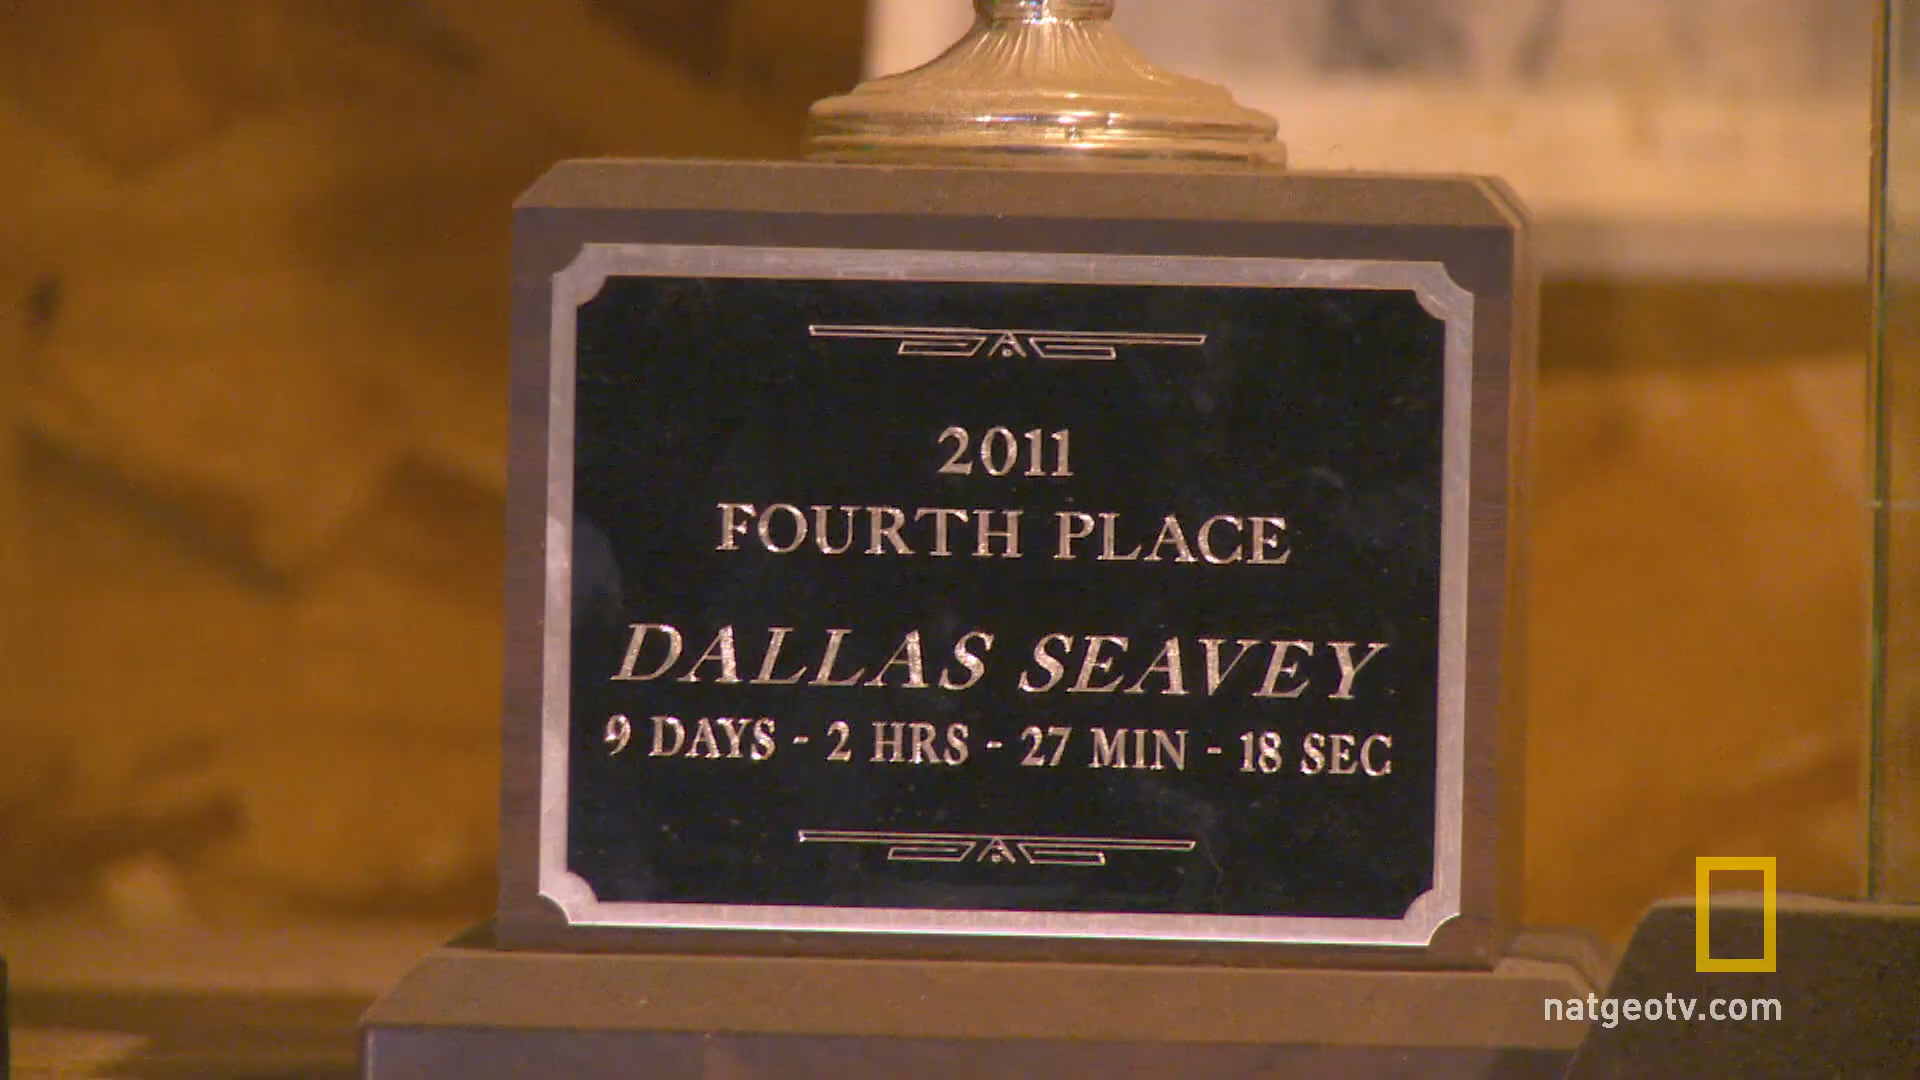 2011
FOURTH PLACE
DALLAS SEAVEY
9 DAYS - 2 HRS - 27 MIN - 18 SEC
natgeotv.com